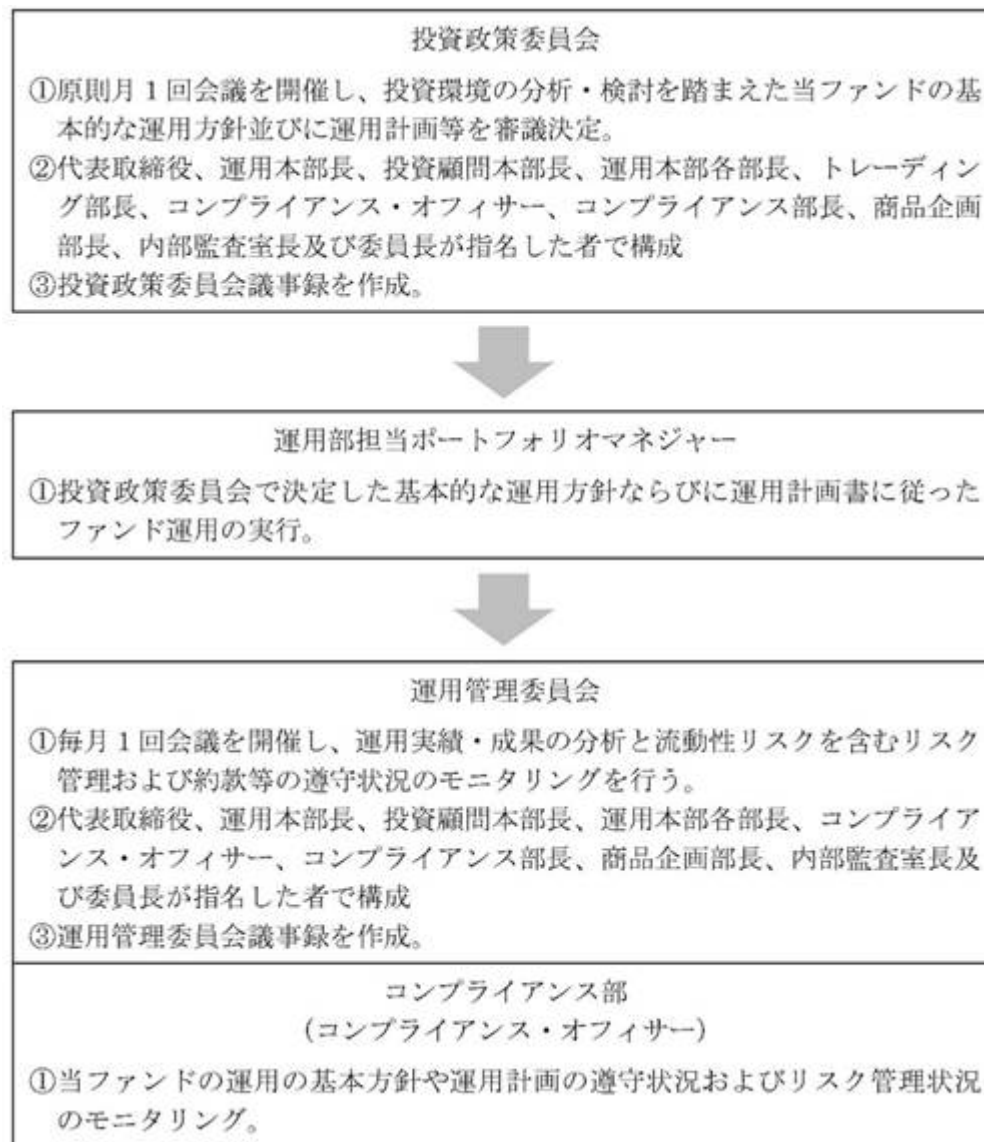 投資政策委員会
①原則月1回会議を開催し、投資環境の分析・検討を踏まえた当ファンドの基
本的な運用方針並びに運用計画等を審議決定。
②代表取締役、運用本部長、投資顧問本部長、運用本部各部長、トレーディン
グ部長、コンプライアンス・オフィサー、コンプライアンス部長、商品企画
部長、内部監査室長及び委員長が指名した者で構成
③投資政策委員会議事録を作成。
運用部担当ポートフォリオマネジャー
①投資政策委員会で決定した基本的な運用方針ならびに運用計画書に従った
ファンド運用の実行。
運用管理委員会
①毎月1回会議を開催し、運用実績・成果の分析と流動性リスクを含むリスク
管理および約款等の遵守状況のモニタリングを行う。
②代表取締役、運用本部長、投資顧問本部長、運用本部各部長、コンプライア
ンス・オフィサー、コンプライアンス部長、商品企画部長、内部監査室長及
び委員長が指名した者で構成
③運用管理委員会議事録を作成。
コンプライアンス部
(コンプライアンス・オフィサー)
①当ファンドの運用の基本方針や運用計画の遵守状況およびリスク管理状況
のモニタリング。